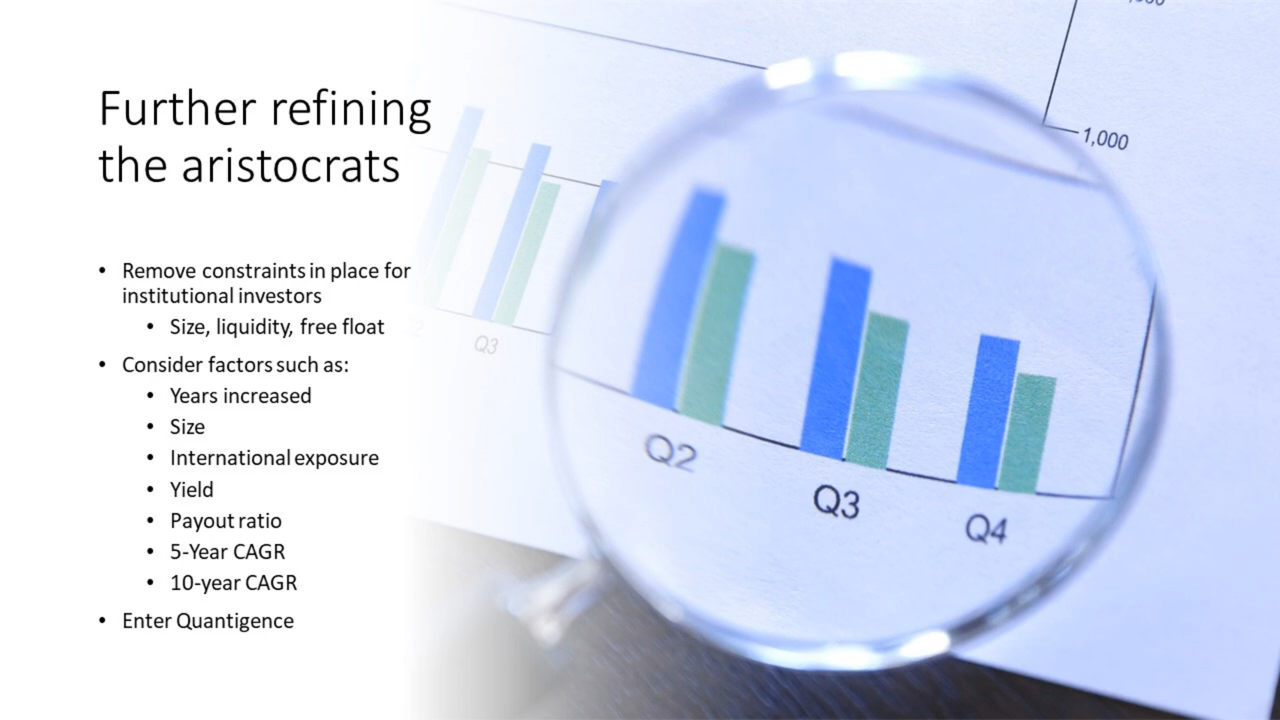 Further refining
the aristocrats
• Remove constraints in place for
institutional investors
• Size, liquidity, free float
• Consider factors such as:
• Years increased
• Size
• International exposure
• Yield
• Payout ratio
• 5-Year CAGR
• 10-year CAGR
• Enter Quantigence
1,000
Q3
Q2
Q3
Q4